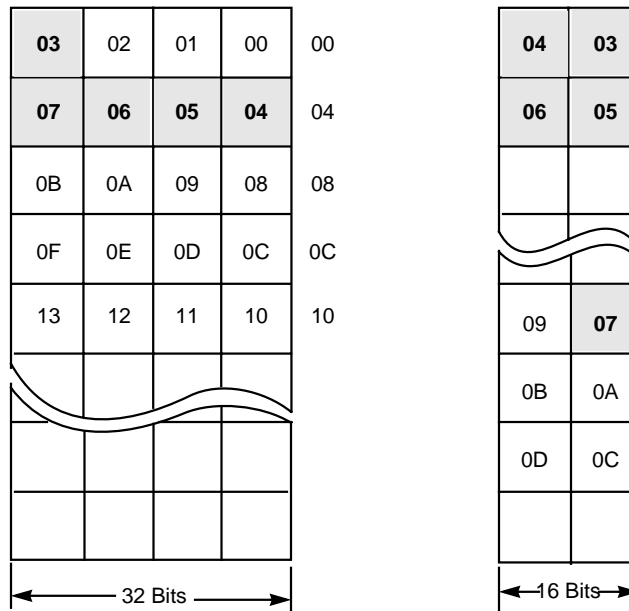 03 02 01 00 00
07 06 05 04 04
0B 0A 09 08 08
0F 0E 0D 0C 0C
13 12 11 10 10
32 Bits
04 03
06 05
09 07
0B 0A
0D 0C
16 Bits